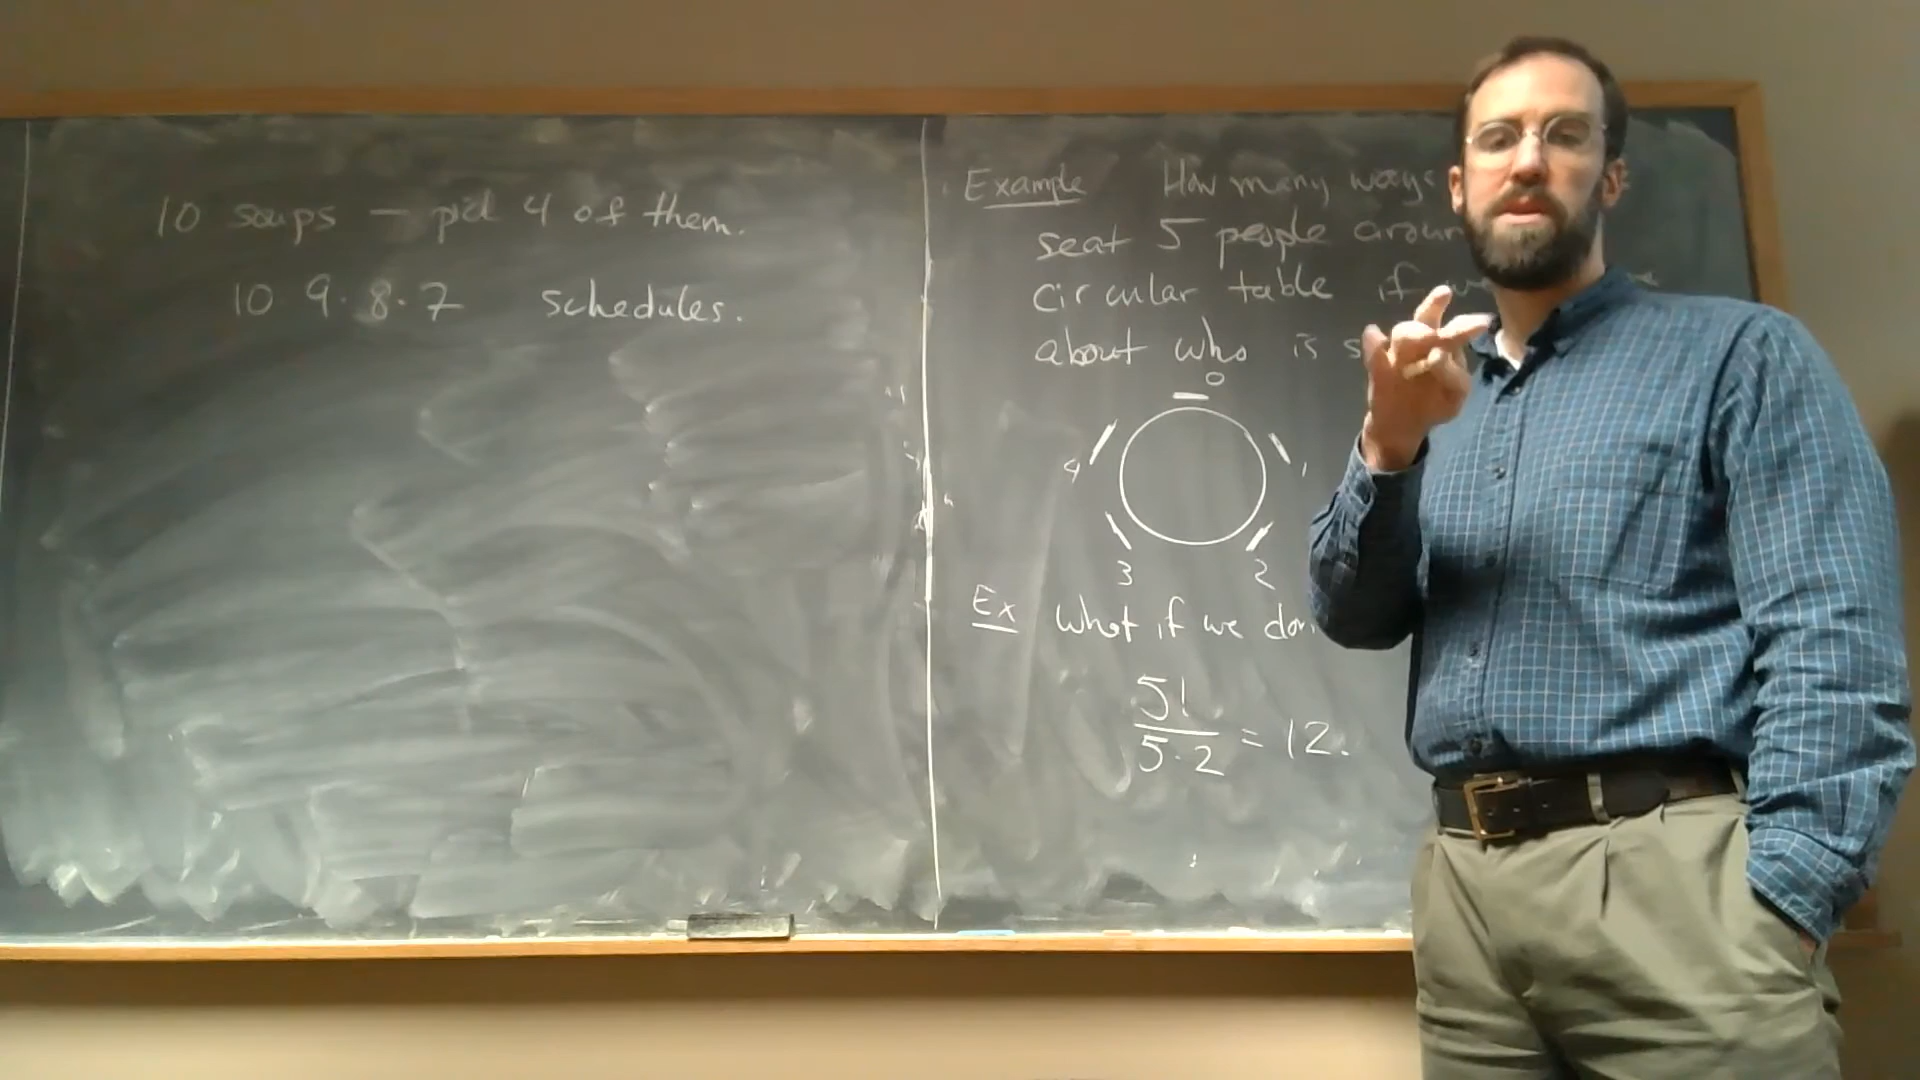 10 soups - pick 4 of them.
10 · 9 · 8 · 7 schedules.
Example How many ways
seat 5 people aroun
circular table if we
about who is s
0
4 1
3 2
Ex What if we don
5!
5·2 = 12.